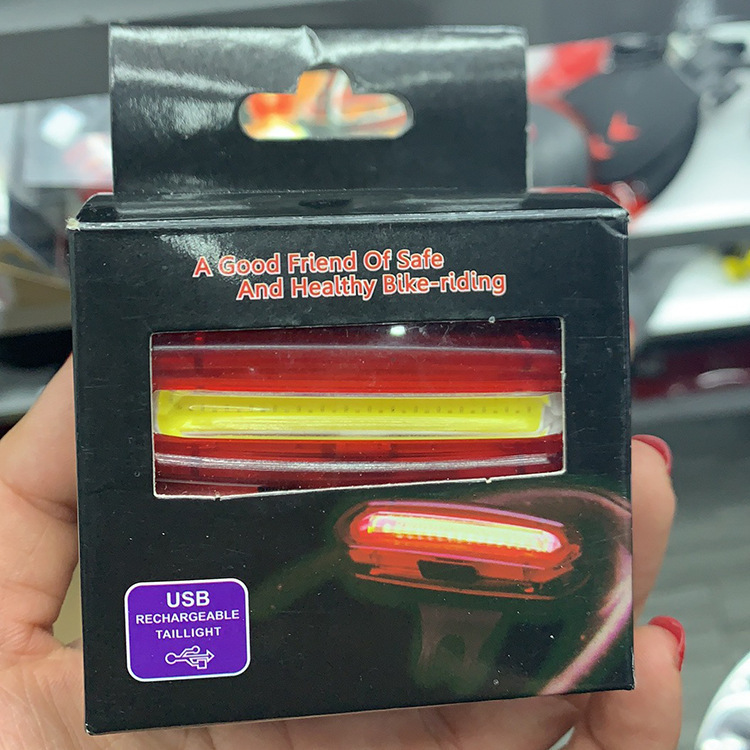 A Good Friend Of Safe
And Healthy Bike-riding
USB
RECHARGEABLE
TAILLIGHT